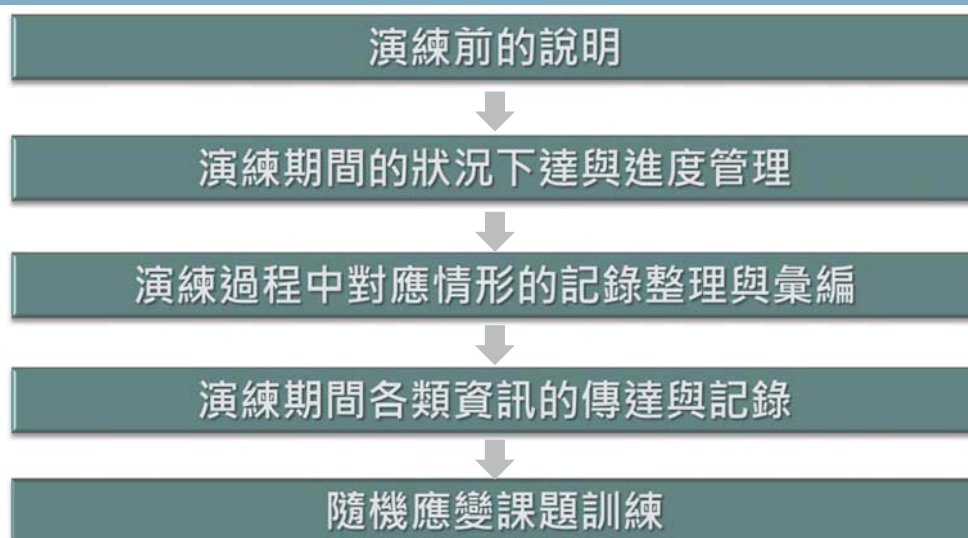 演練前的說明
演練期間的狀況下達與進度管理
演練過程中對應情形的記錄整理與彙編
演練期間各類資訊的傳達與記錄
隨機應變課題訓練